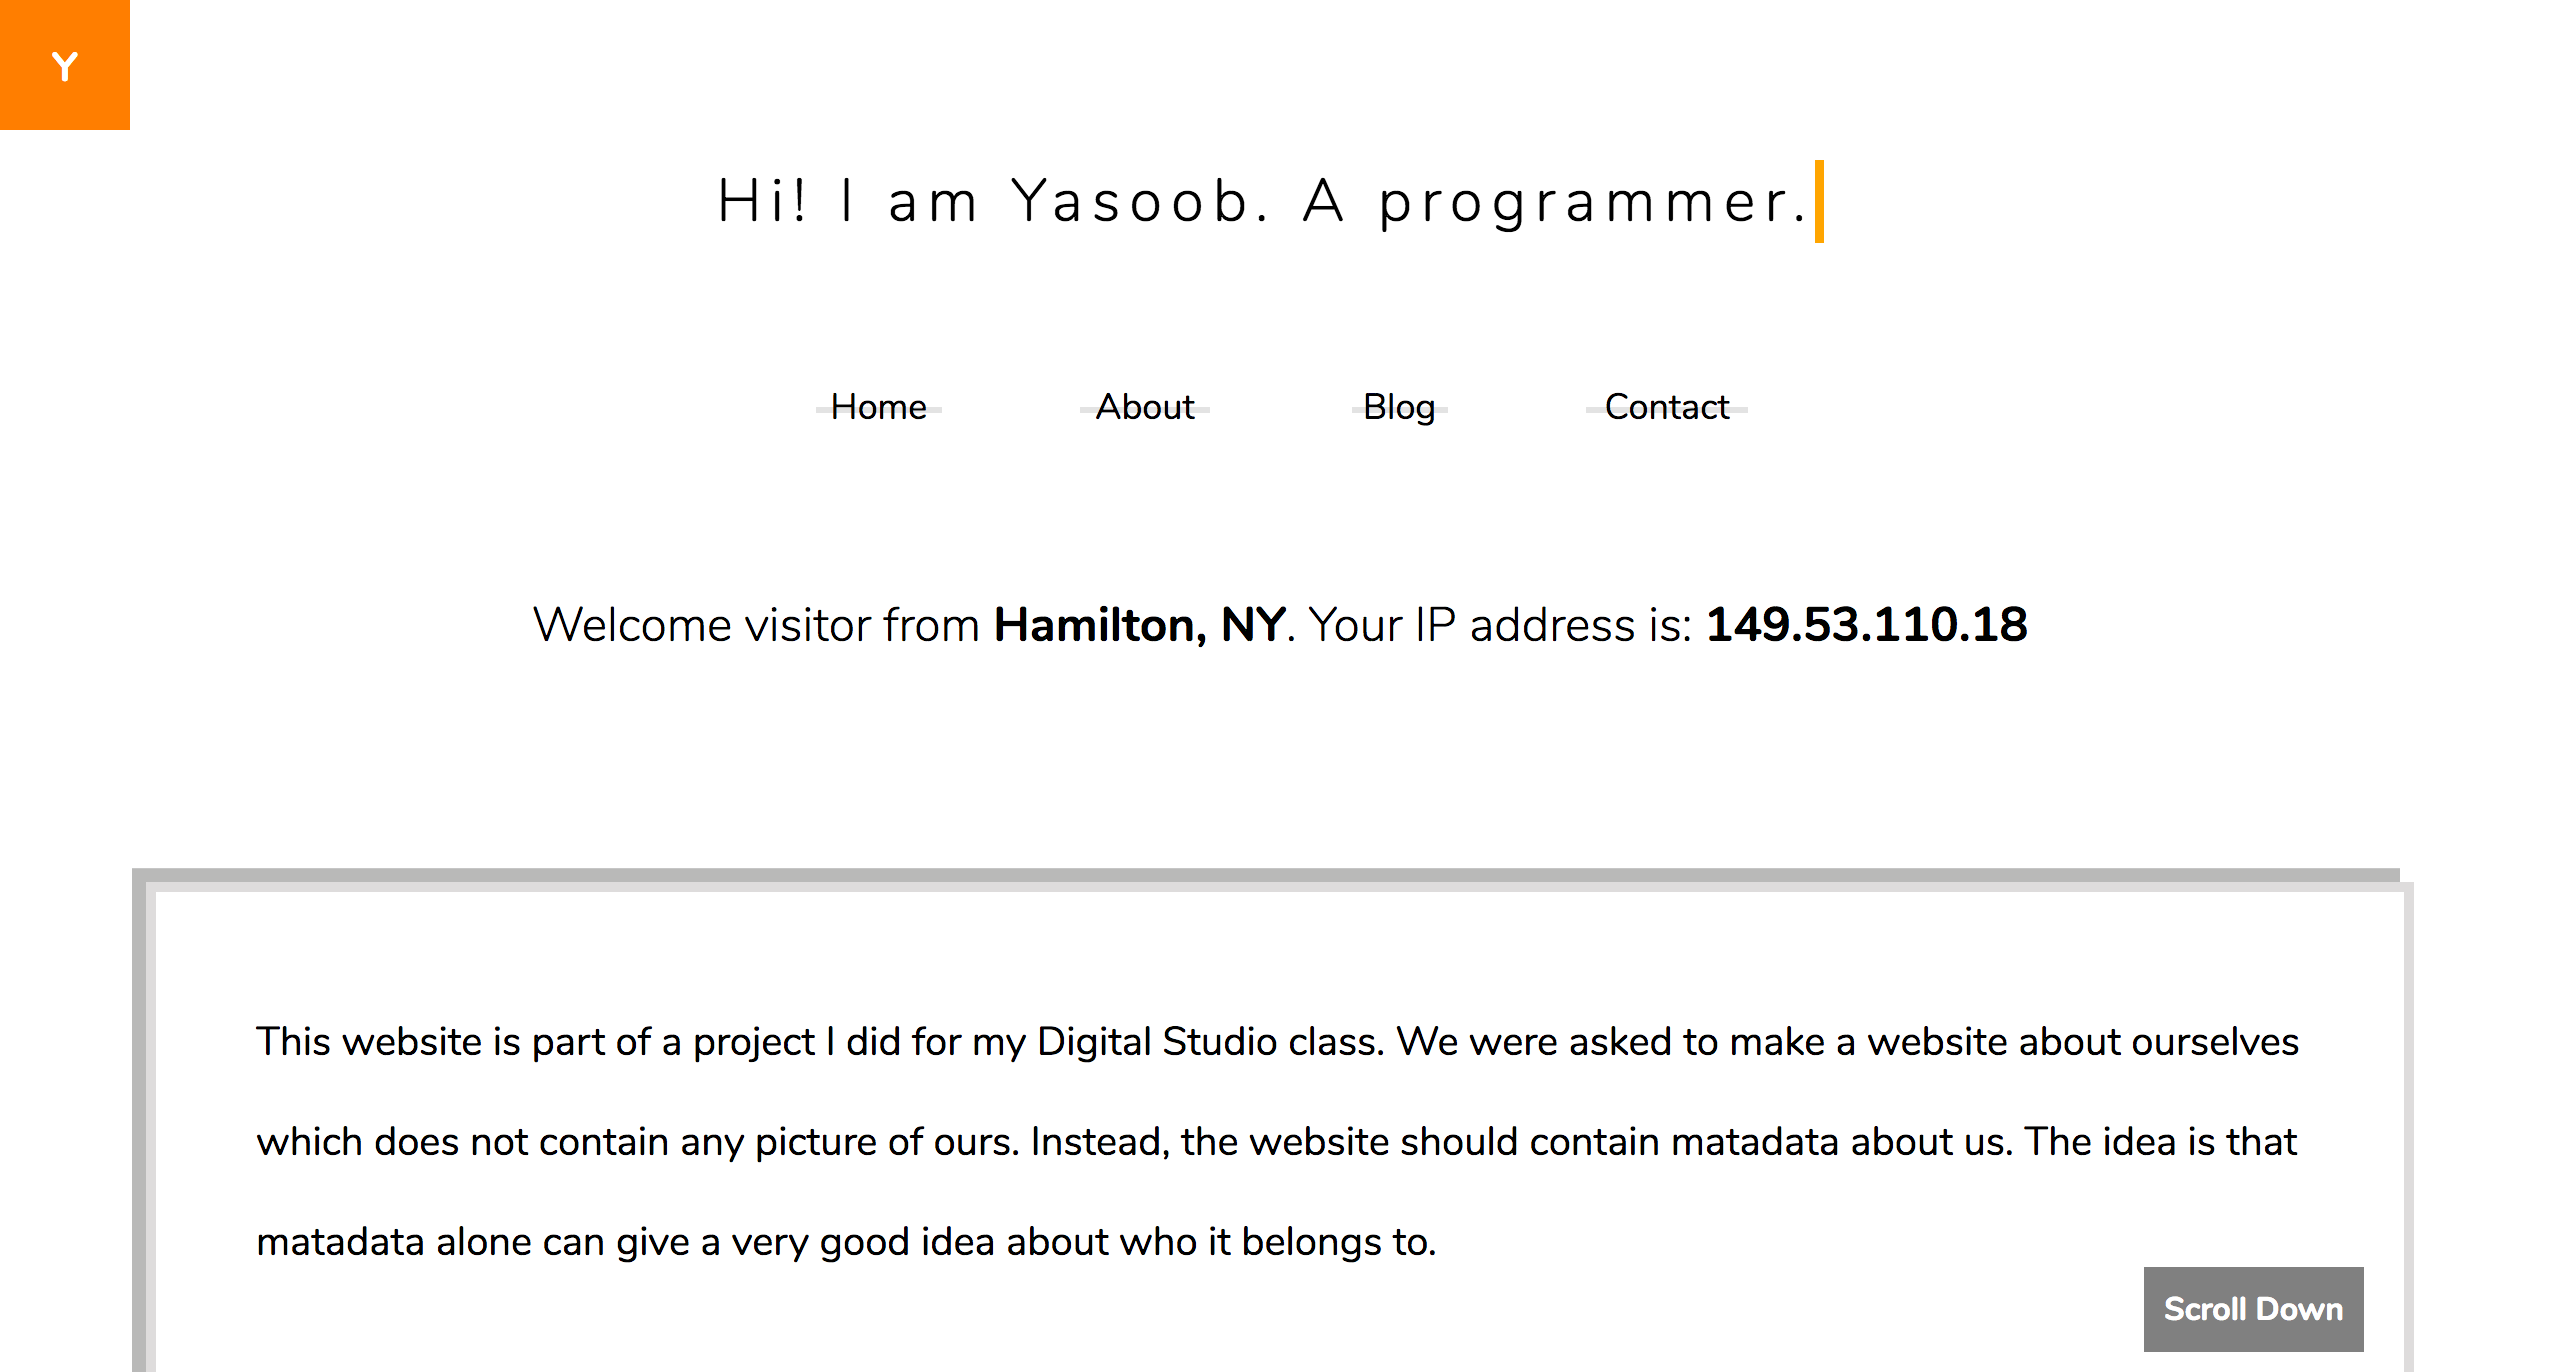 Y
Hi! I am Yasoob. A programmer.
Home About Blog Contact
Welcome visitor from Hamilton, NY. Your IP address is: 149.53.110.18
This website is part of a project I did for my Digital Studio class. We were asked to make a website about ourselves
which does not contain any picture of ours. Instead, the website should contain matadata about us. The idea is that
matadata alone can give a very good idea about who it belongs to.
Scroll Down